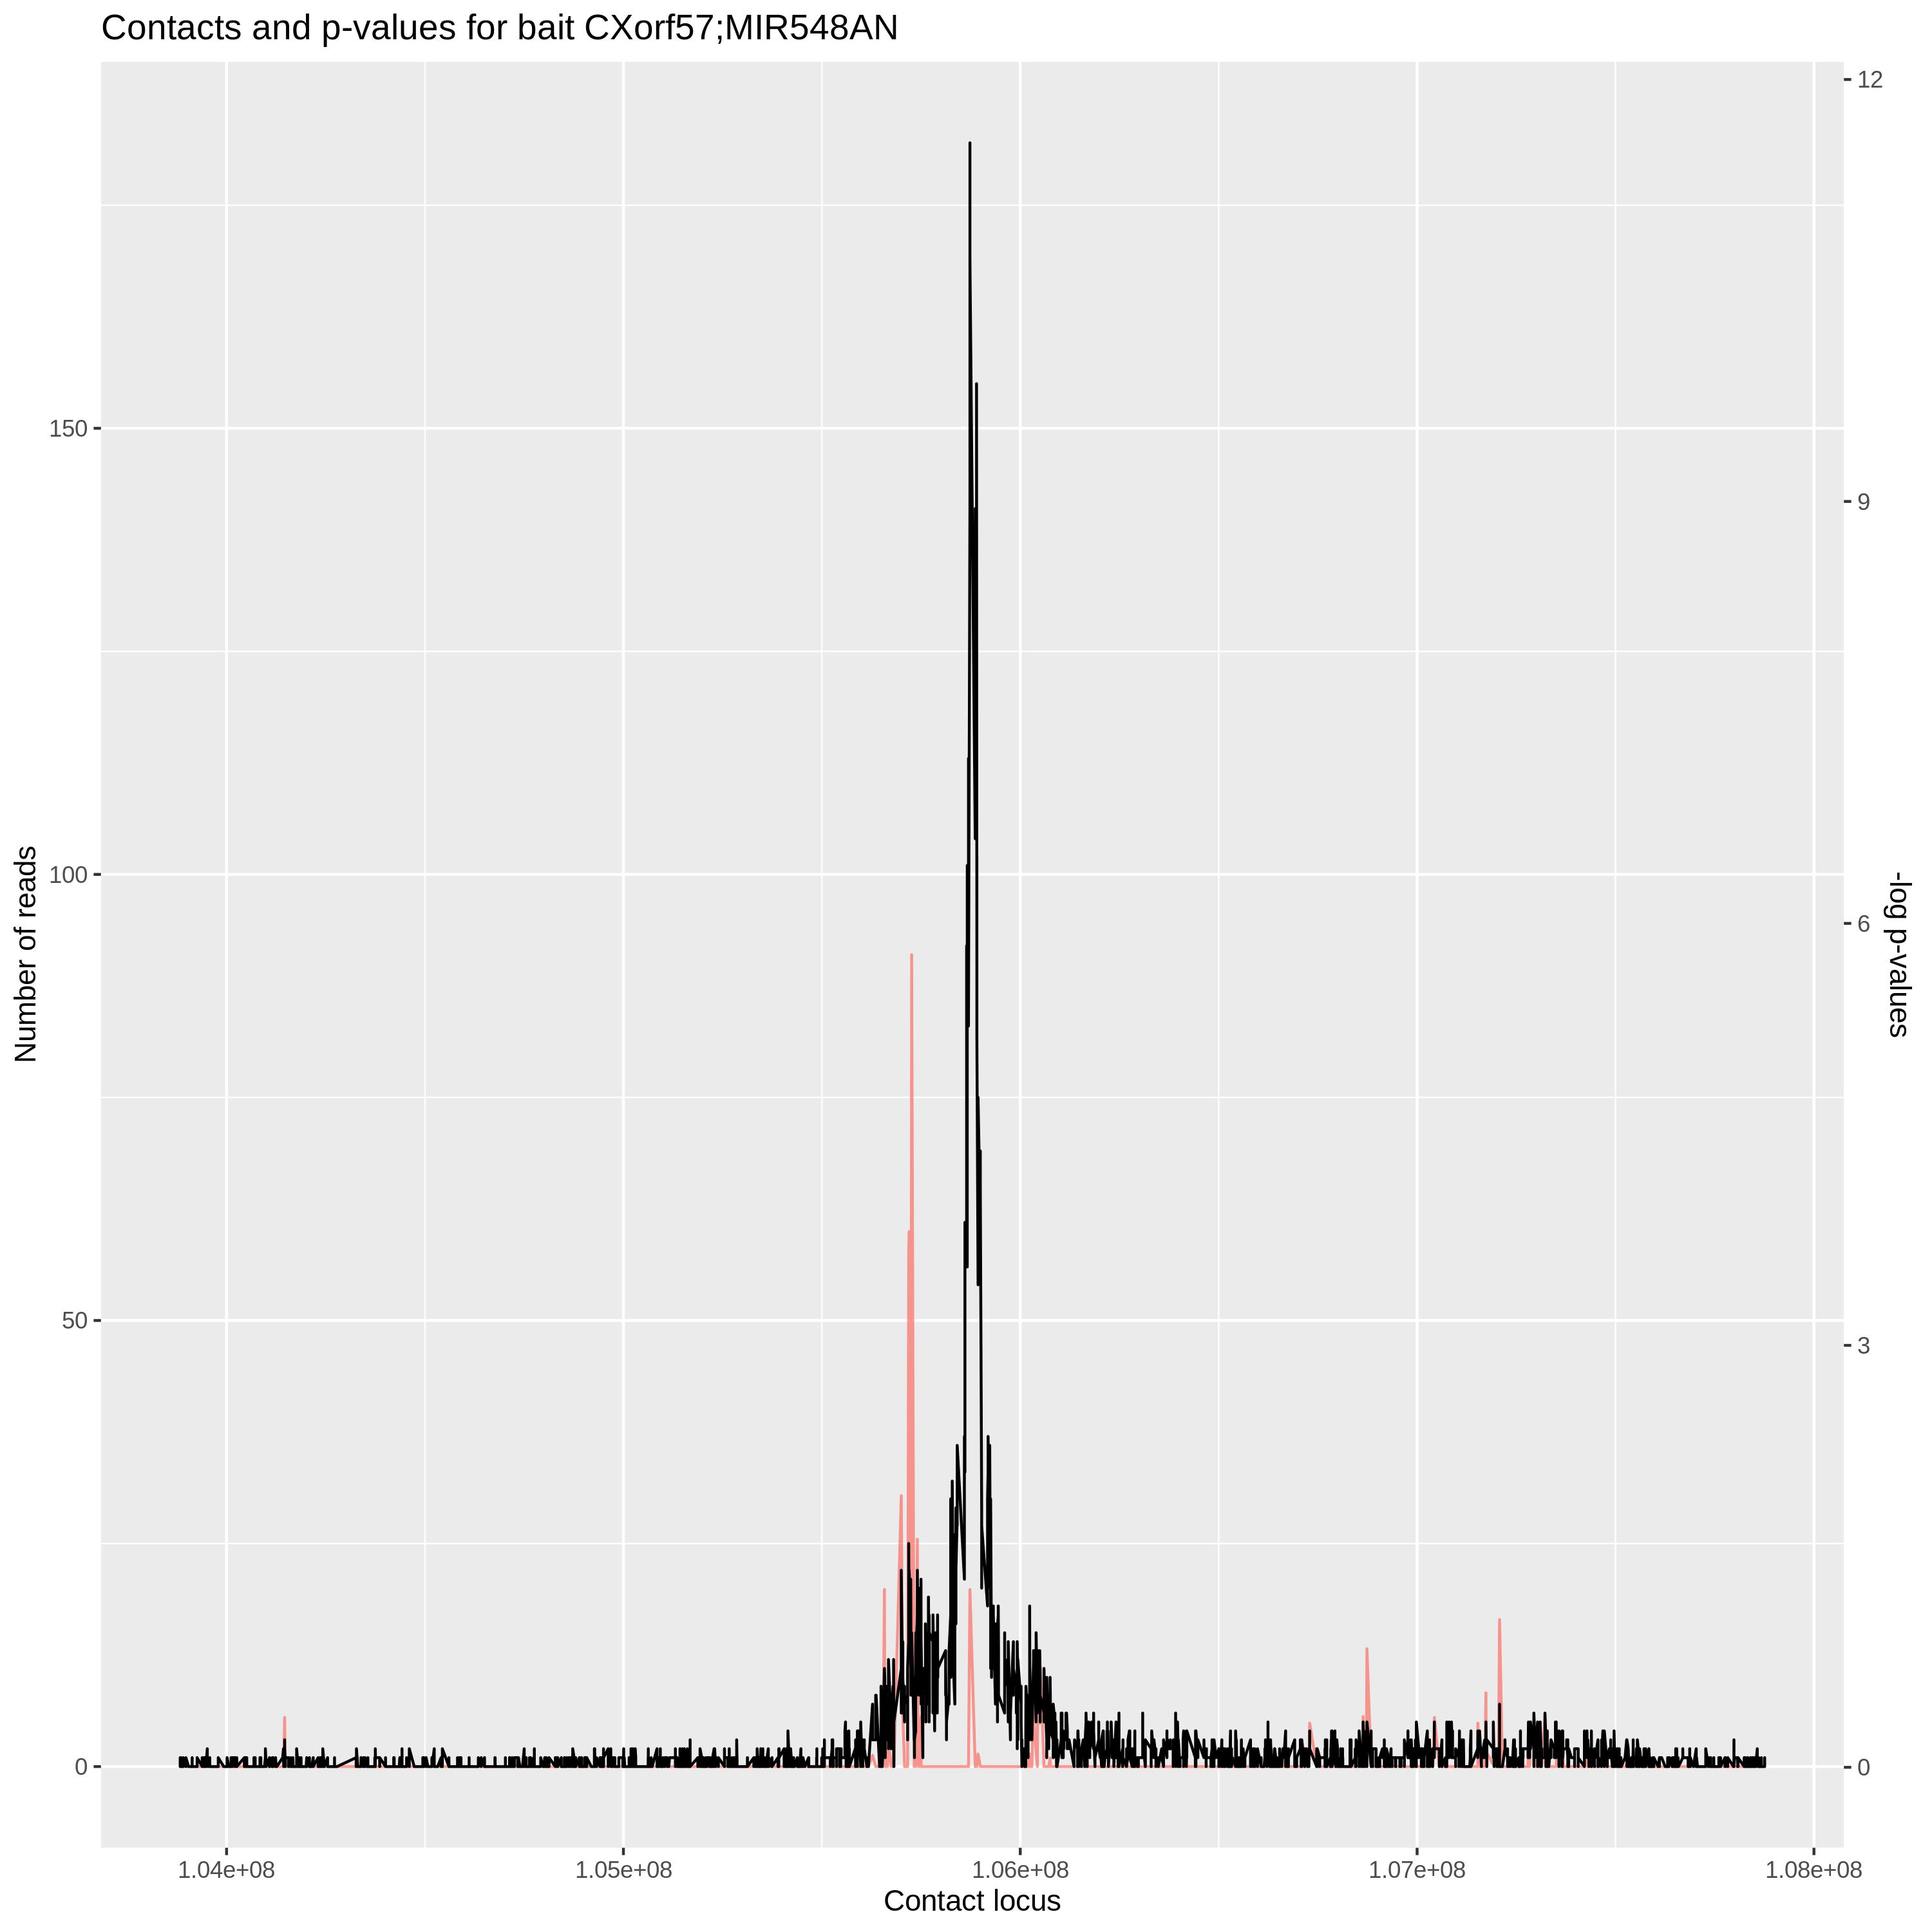 Contacts and p-values for bait CXorf57;MIR548AN
Number of reads
150
100
50
0
12
9
6
3
0
-log p-values
1.04e+08 1.05e+08 1.06e+08 1.07e+08 1.08e+08
Contact locus